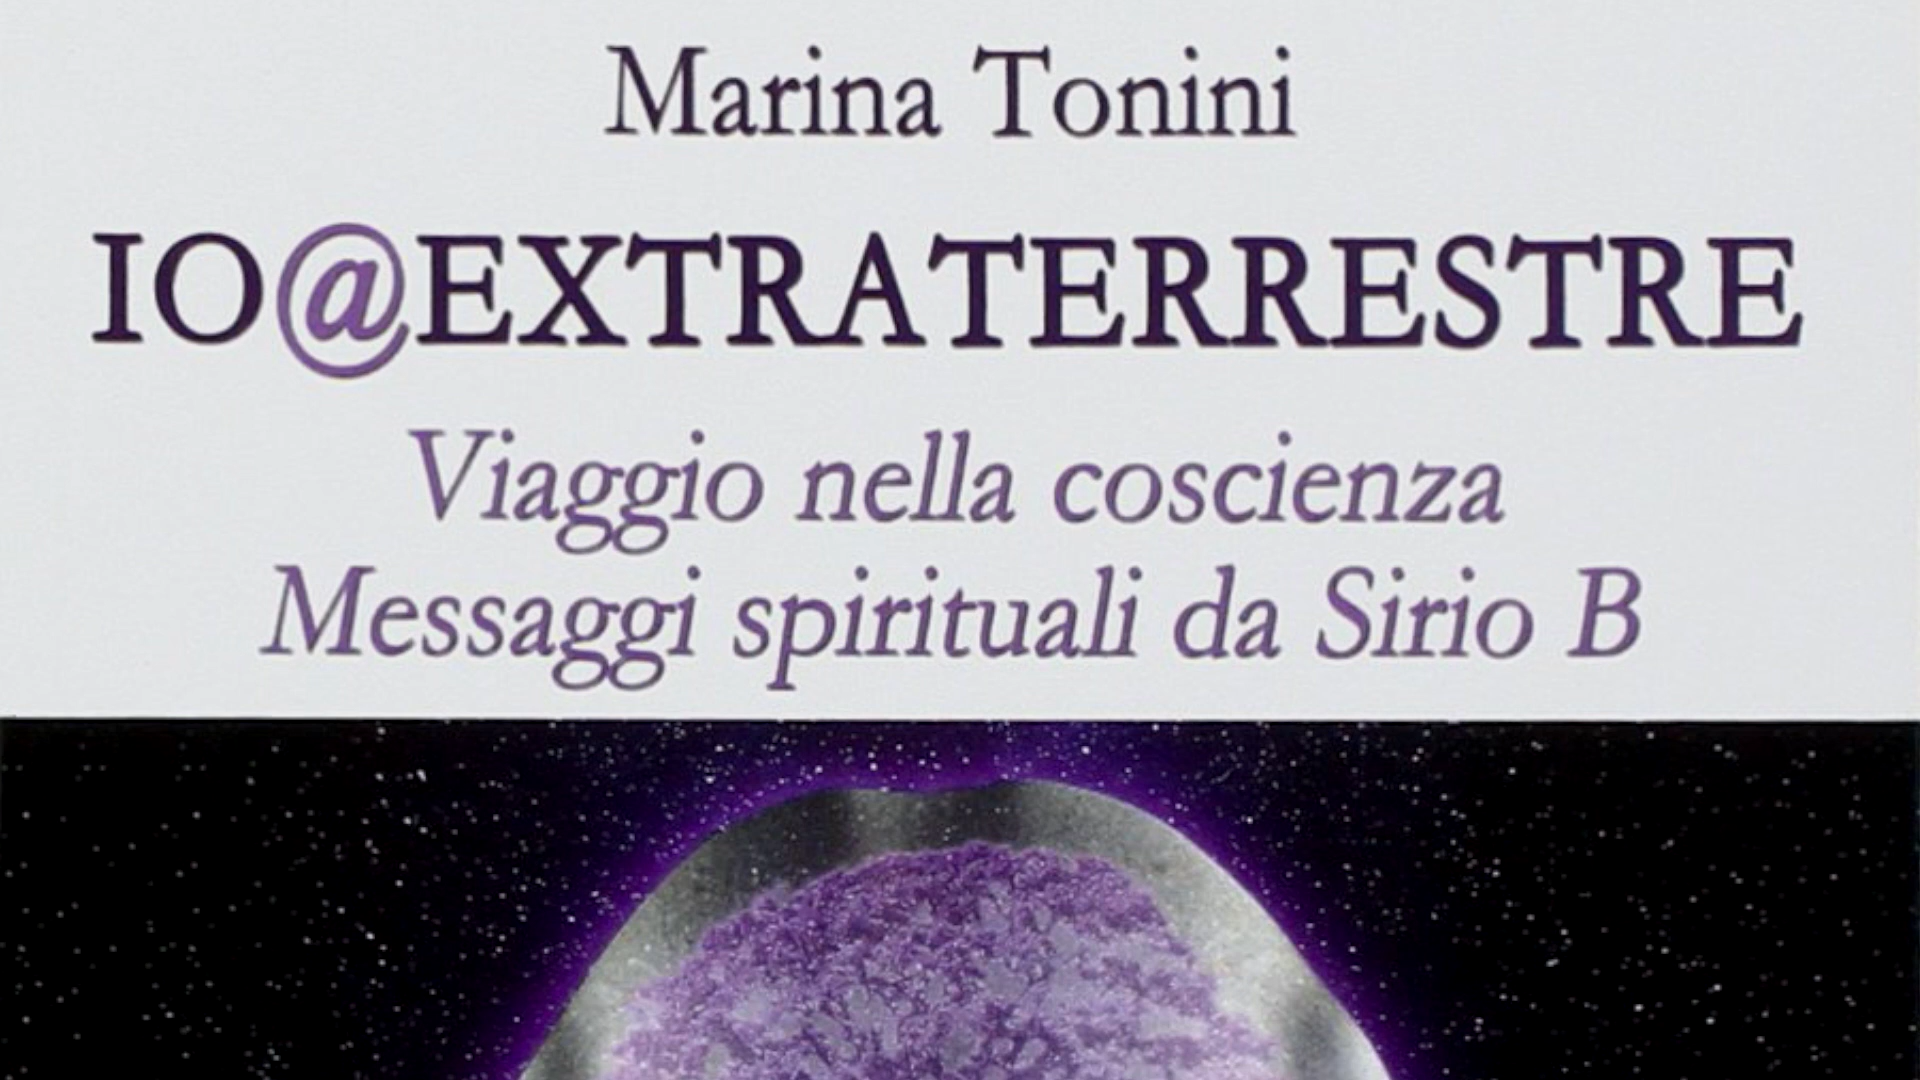 Marina Tonini
IO@EXTRATERRESTRE
Viaggio nella coscienza
Messaggi spirituali da Sirio B